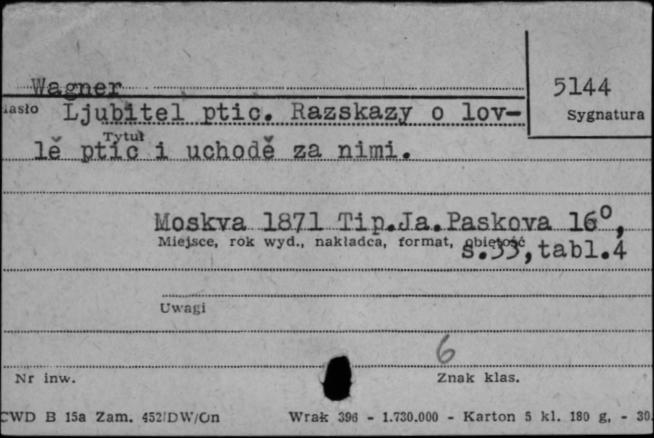 Wagner
5144
iasło Ljubitel ptic. Razskazy o lov-
Sygnatura
Tytuł
lě ptic i uchodě za nimi.
Moskva 1871 Tip.Ja.Paskova 16°,
Miejsce, rok wyd., nakładca, format, objętość
s.53,tabl.4
Uwagi
6
Nr inw.
Znak klas.
CWD B 15a Zam. 452/DW/On Wrak 396 - 1.730.000 - Karton 5 kl. 180 g. - 30.